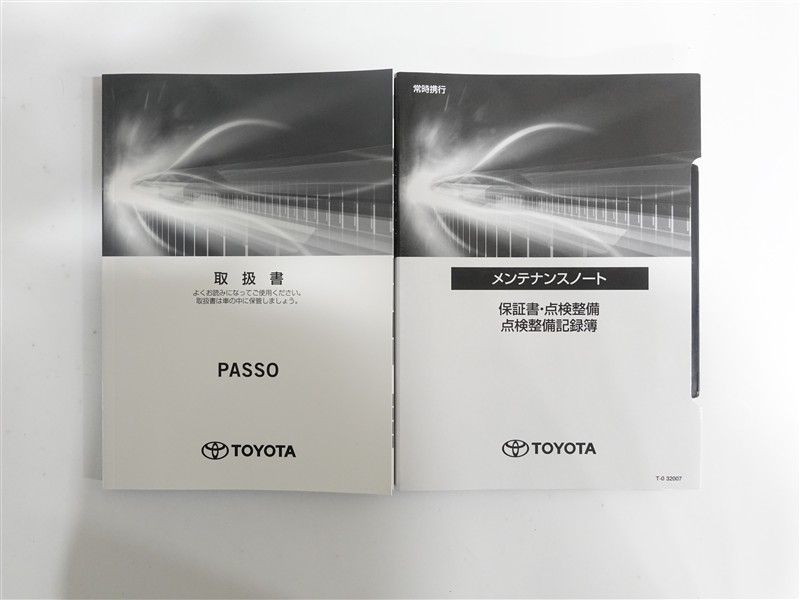 取扱書
よくお読みになってご使用ください。
取扱書は車の中に保管しましょう。
PASSO
TOYOTA
常時携行
メンテナンスノート
保証書・点検整備
点検整備記録簿
TOYOTA
T-0 32007